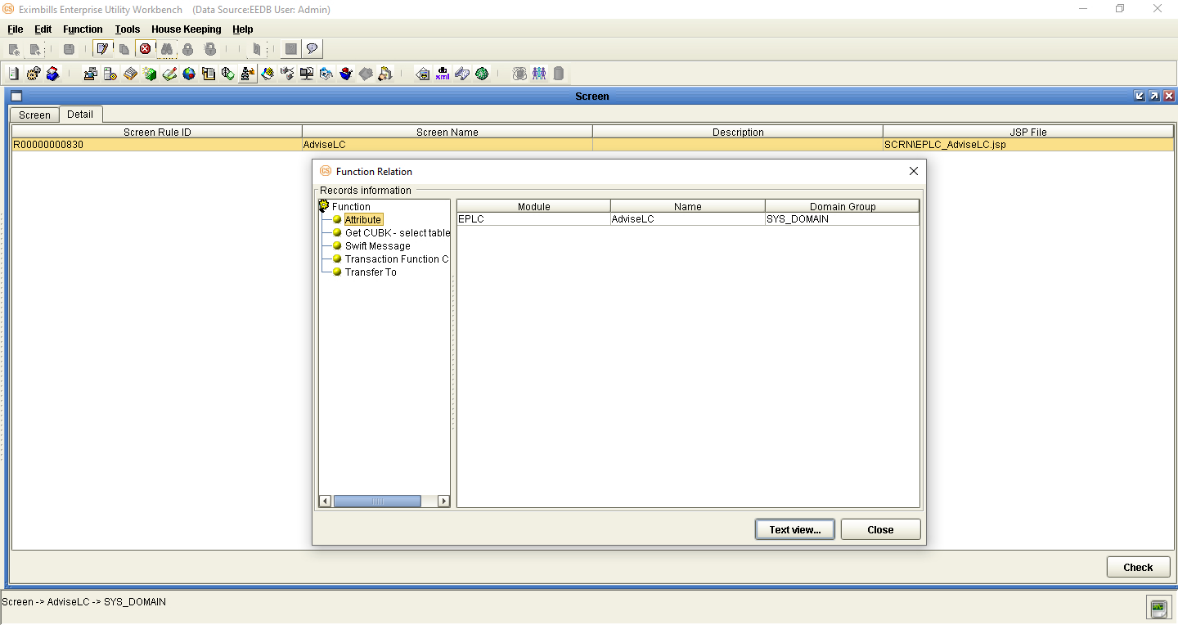 Eximbills Enterprise Utility Workbench (Data Source:EEDB User: Admin)
File Edit Function Tools House Keeping Help
Screen
Screen Detail
Screen Rule ID Screen Name Description JSP File
R00000000830 AdviseLC SCRN\EPLC_AdviseLC.jsp
Function Relation
Records information
Function
Attribute
Get CUBK - select table
Swift Message
Transaction Function C
Transfer To
Module Name Domain Group
EPLC AdviseLC SYS_DOMAIN
Text view... Close
Check
Screen -> AdviseLC -> SYS_DOMAIN